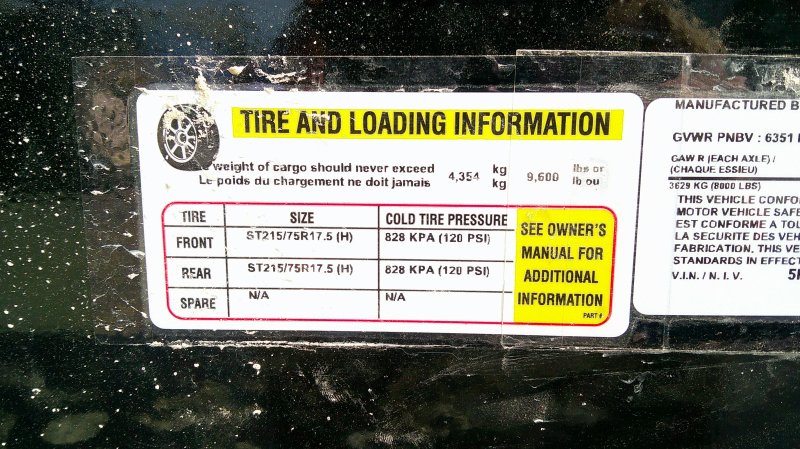 TIRE AND LOADING INFORMATION
weight of cargo should never exceed 4,354 kg 9,600 lbs or
Le poids du chargement ne doit jamais kg lb ou
TIRE SIZE COLD TIRE PRESSURE
FRONT ST215/75R17.5 (H) 828 KPA (120 PSI)
REAR ST215/75R17.5 (H) 828 KPA (120 PSI)
SPARE N/A N/A
SEE OWNER'S
MANUAL FOR
ADDITIONAL
INFORMATION
PART #
MANUFACTURED B
GVWR PNBV : 6351
GAW R (EACH AXLE) /
(CHAQUE ESSIEU)
3629 KG (8000 LBS)
THIS VEHICLE CONFO
MOTOR VEHICLE SAFE
EST CONFORME A TOU
LA SECURITE DES VEH
FABRICATION. THIS VE
STANDARDS IN EFFECT
V.I.N. / N. I. V. 5